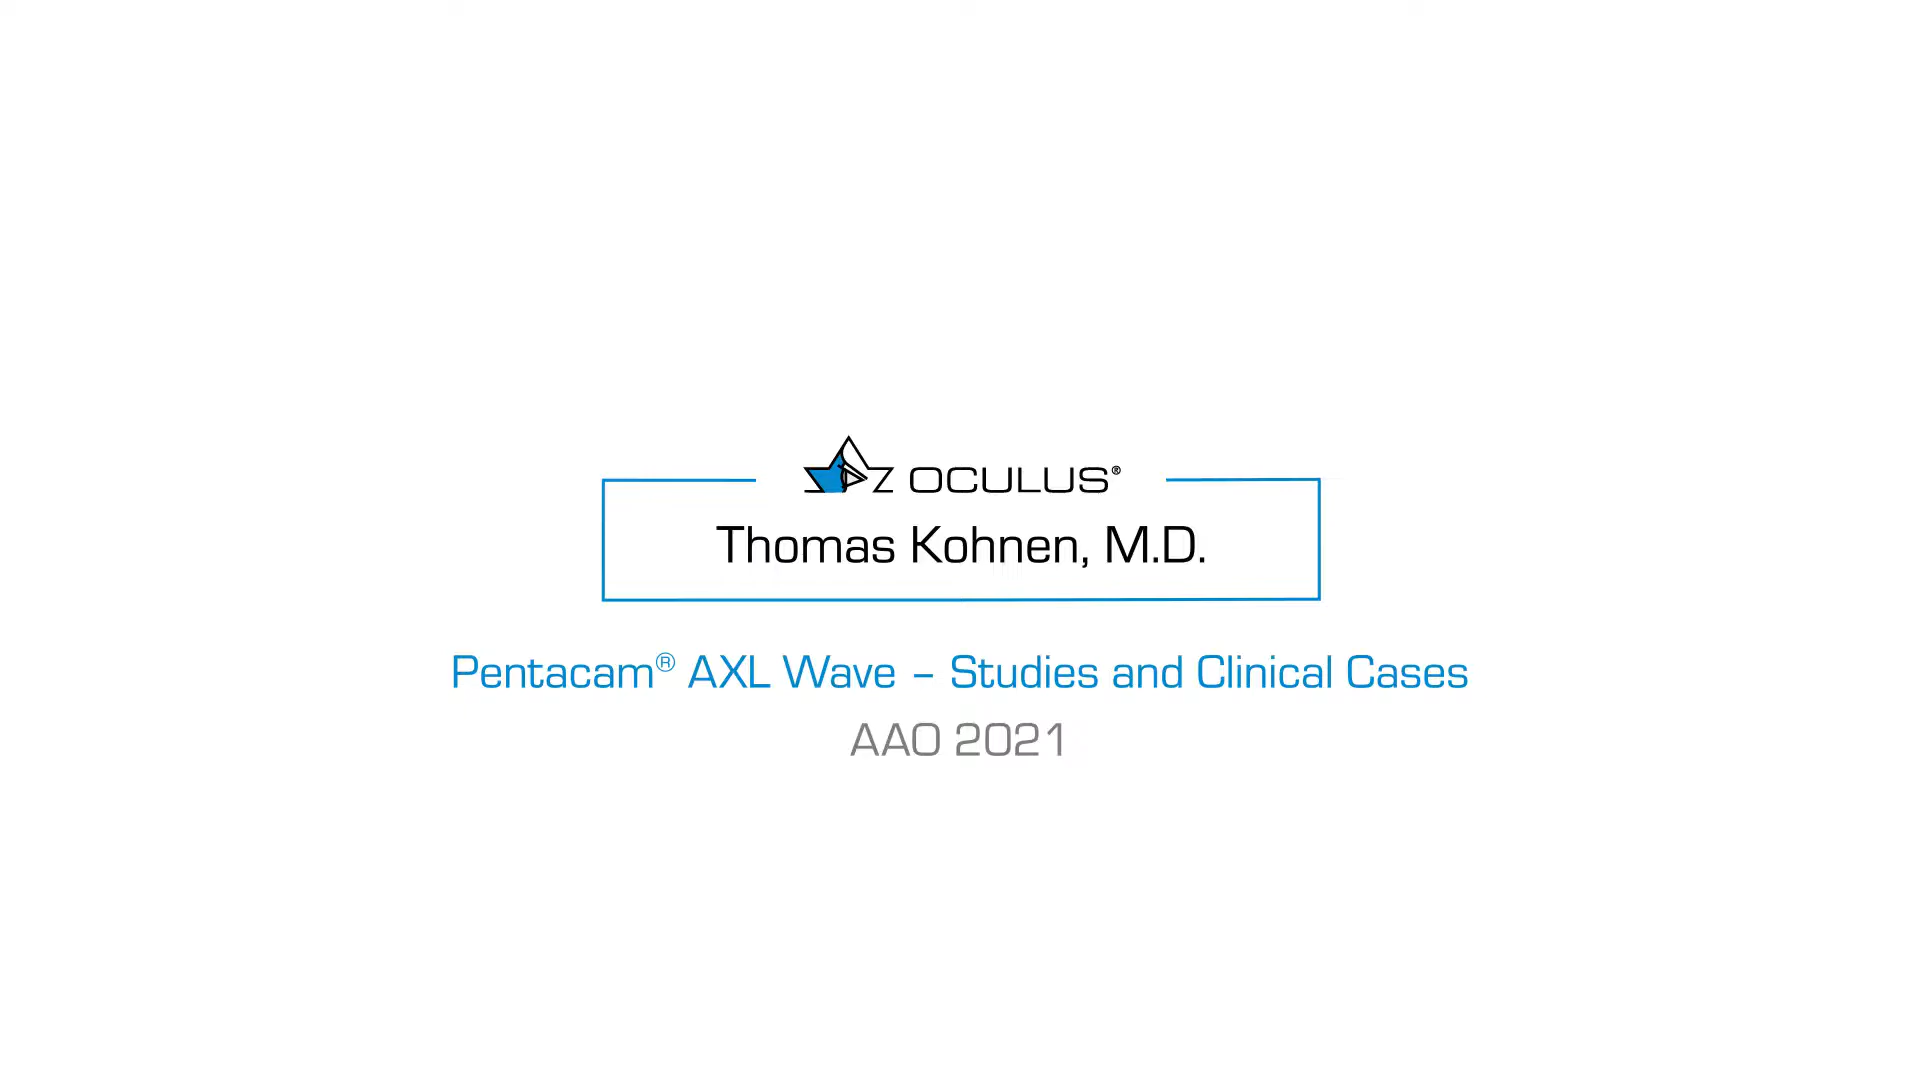 OCULUS®
Thomas Kohnen, M.D.
Pentacam® AXL Wave – Studies and Clinical Cases
AAO 2021